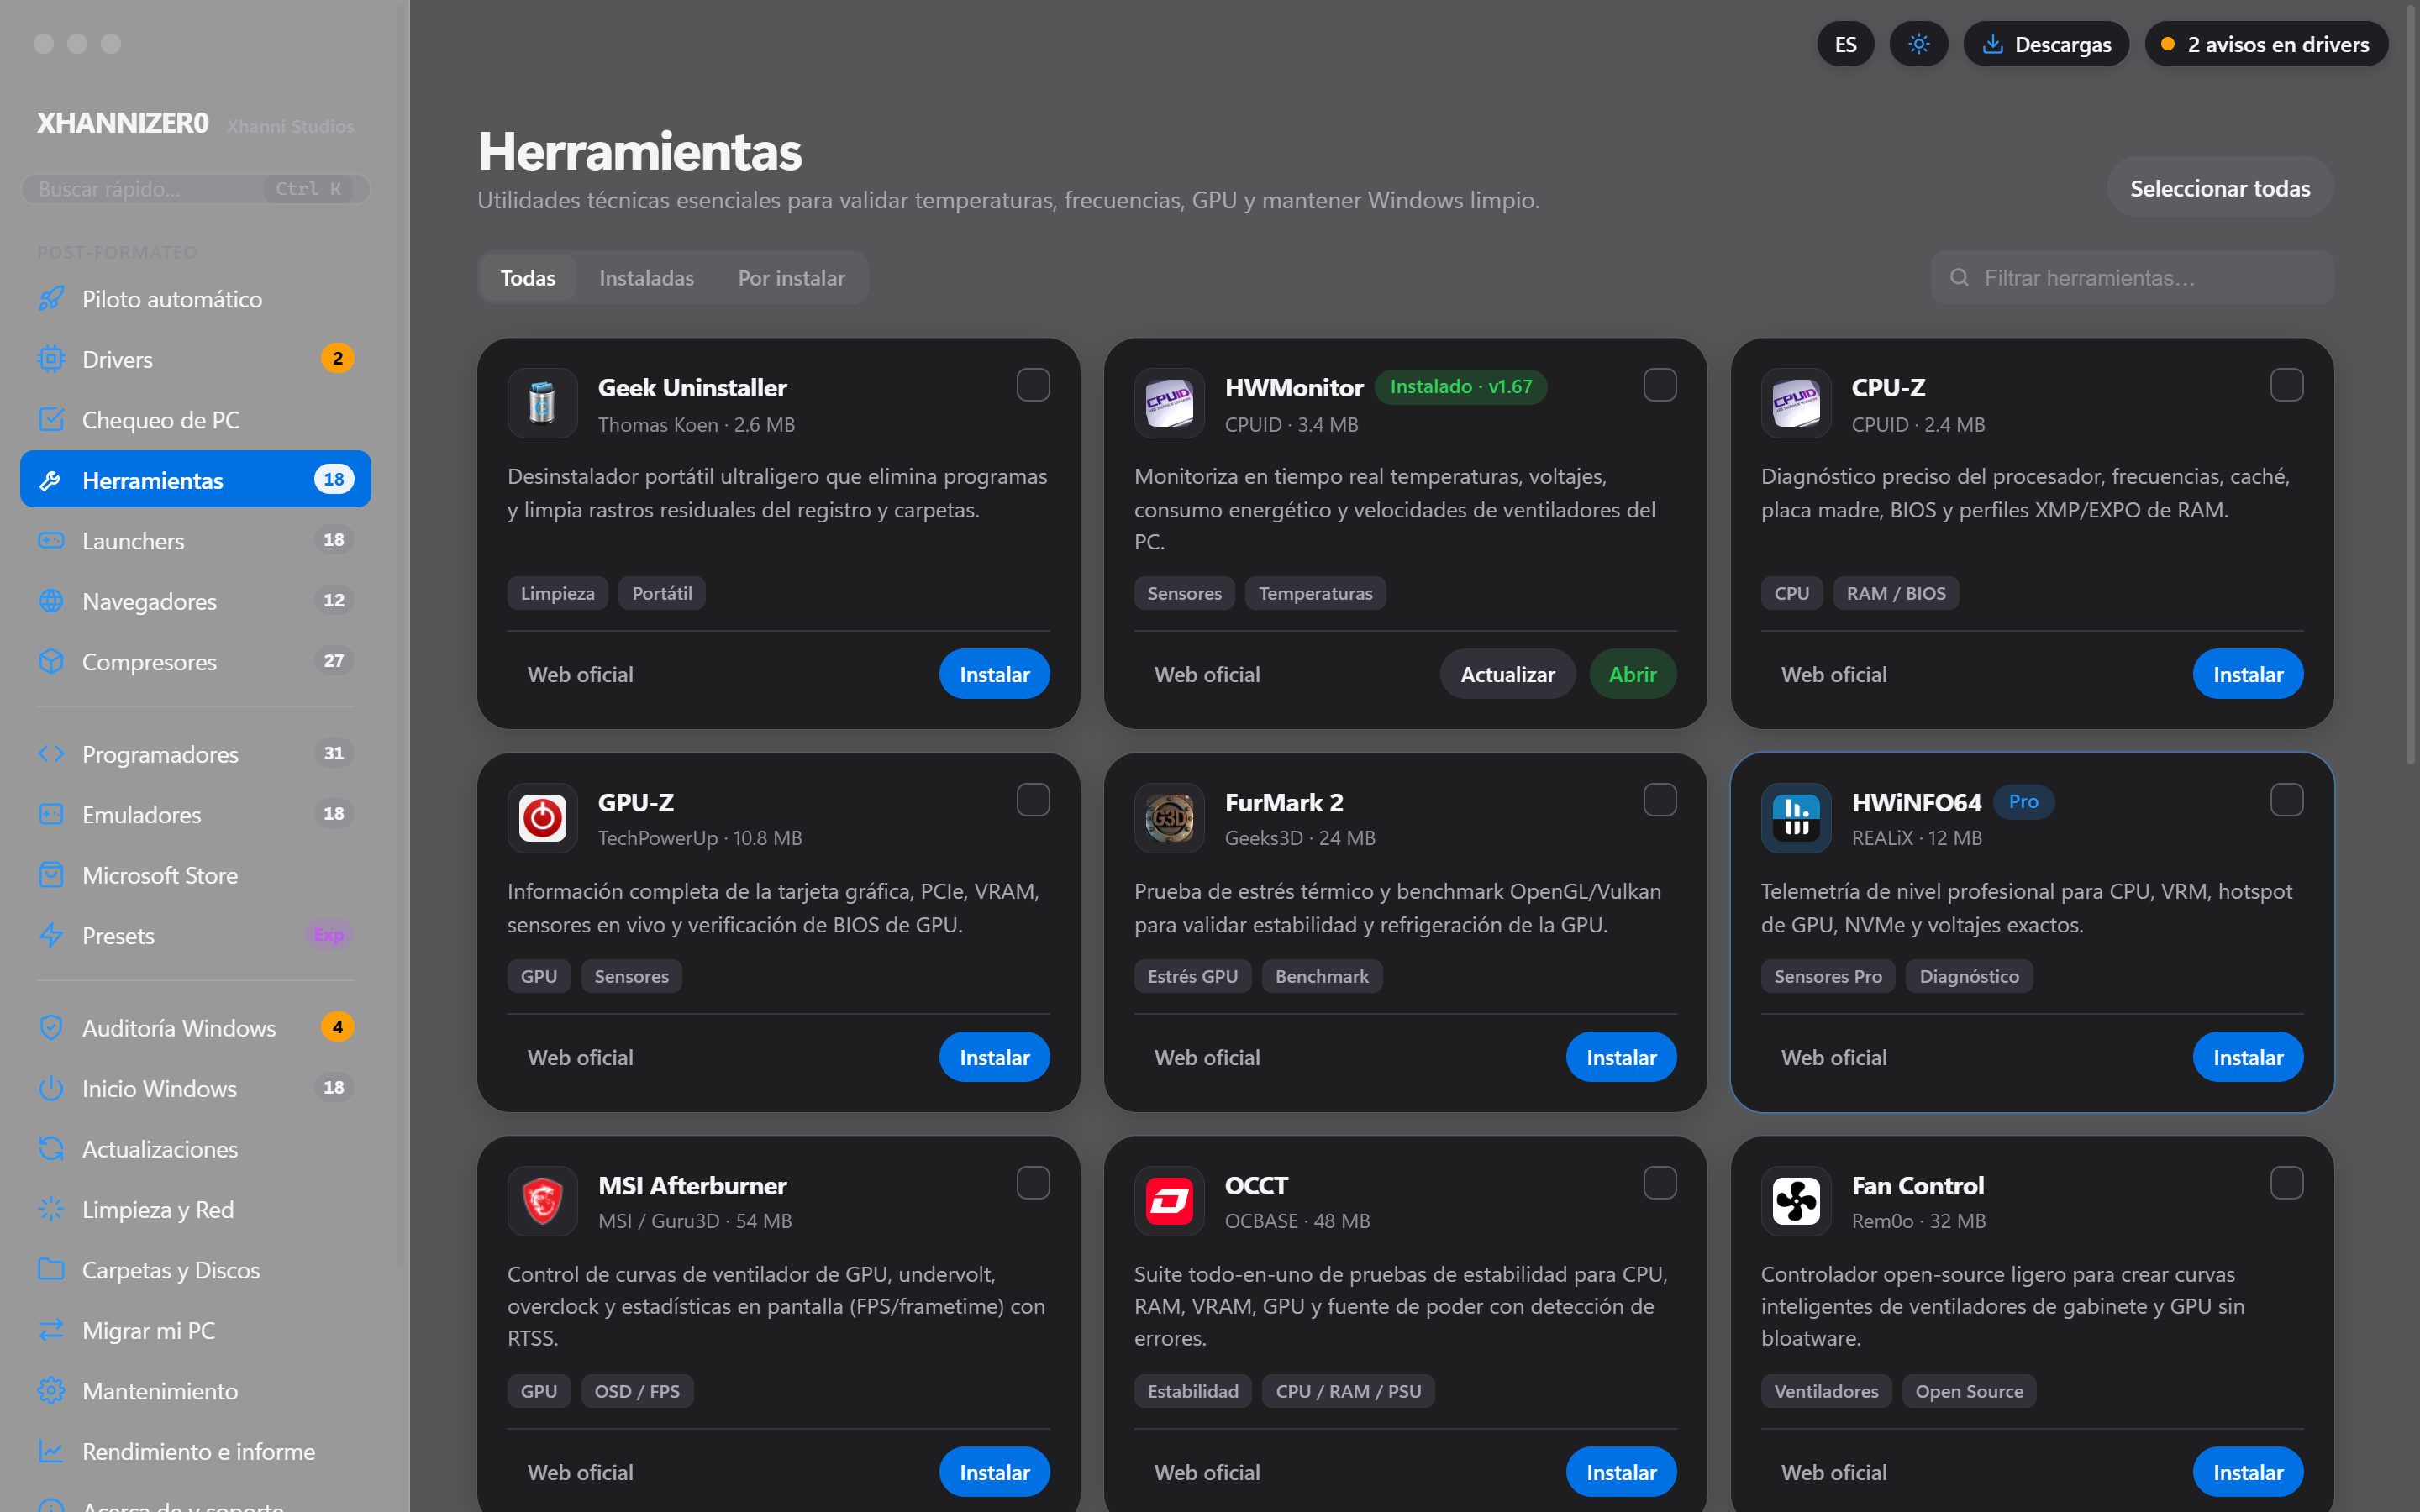 XHANNIZER0 Xhanni Studios
Buscar rápido... Ctrl K
POST-FORMATEO
Piloto automático
Drivers 2
Chequeo de PC
Herramientas 18
Launchers 18
Navegadores 12
Compresores 27
Programadores 31
Emuladores 18
Microsoft Store
Presets Exp
Auditoría Windows 4
Inicio Windows 18
Actualizaciones
Limpieza y Red
Carpetas y Discos
Migrar mi PC
Mantenimiento
Rendimiento e informe
Acerca de y soporte
ES Descargas 2 avisos en drivers
Herramientas
Utilidades técnicas esenciales para validar temperaturas, frecuencias, GPU y mantener Windows limpio.
Seleccionar todas
Todas Instaladas Por instalar
Filtrar herramientas...
Geek Uninstaller
Thomas Koen · 2.6 MB
Desinstalador portátil ultraligero que elimina programas
y limpia rastros residuales del registro y carpetas.
Limpieza Portátil
Web oficial Instalar
CPUID
HWMonitor Instalado · v1.67
CPUID · 3.4 MB
Monitoriza en tiempo real temperaturas, voltajes,
consumo energético y velocidades de ventiladores del
PC.
Sensores Temperaturas
Web oficial Actualizar Abrir
CPUID
CPU-Z
CPUID · 2.4 MB
Diagnóstico preciso del procesador, frecuencias, caché,
placa madre, BIOS y perfiles XMP/EXPO de RAM.
CPU RAM / BIOS
Web oficial Instalar
GPU-Z
TechPowerUp · 10.8 MB
Información completa de la tarjeta gráfica, PCIe, VRAM,
sensores en vivo y verificación de BIOS de GPU.
GPU Sensores
Web oficial Instalar
G3D
FurMark 2
Geeks3D · 24 MB
Prueba de estrés térmico y benchmark OpenGL/Vulkan
para validar estabilidad y refrigeración de la GPU.
Estrés GPU Benchmark
Web oficial Instalar
HWiNFO64 Pro
REALiX · 12 MB
Telemetría de nivel profesional para CPU, VRM, hotspot
de GPU, NVMe y voltajes exactos.
Sensores Pro Diagnóstico
Web oficial Instalar
MSI Afterburner
MSI / Guru3D · 54 MB
Control de curvas de ventilador de GPU, undervolt,
overclock y estadísticas en pantalla (FPS/frametime) con
RTSS.
GPU OSD / FPS
Web oficial Instalar
OCCT
OCBASE · 48 MB
Suite todo-en-uno de pruebas de estabilidad para CPU,
RAM, VRAM, GPU y fuente de poder con detección de
errores.
Estabilidad CPU / RAM / PSU
Web oficial Instalar
Fan Control
Rem0o · 32 MB
Controlador open-source ligero para crear curvas
inteligentes de ventiladores de gabinete y GPU sin
bloatware.
Ventiladores Open Source
Web oficial Instalar